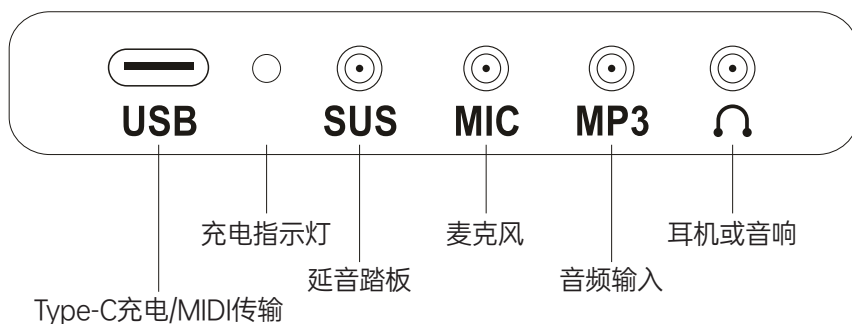 USB
SUS
MIC
MP3
充电指示灯
麦克风
耳机或音响
延音踏板
音频输入
Type-C充电/MIDI传输